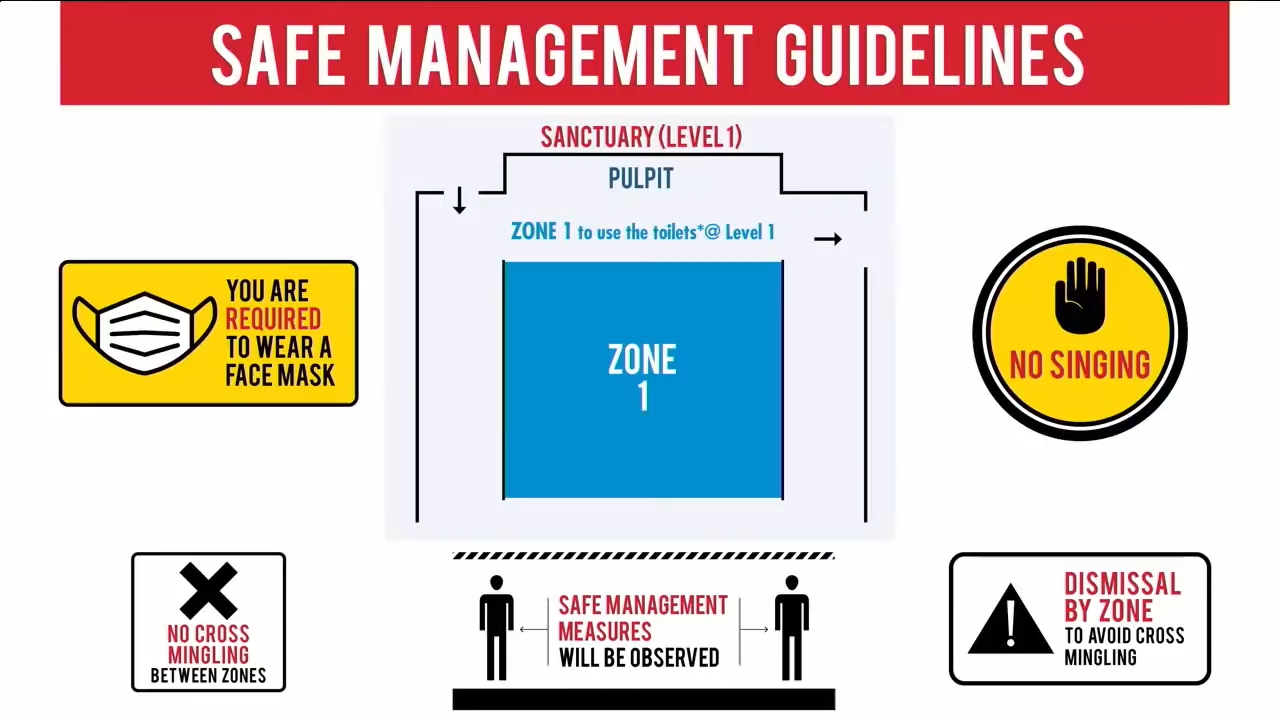 SAFE MANAGEMENT GUIDELINES
SANCTUARY (LEVEL 1)
PULPIT
ZONE 1 to use the toilets*@ Level 1
ZONE
1
YOU ARE
REQUIRED
TO WEAR A
FACE MASK
NO SINGING
NO CROSS
MINGLING
BETWEEN ZONES
SAFE MANAGEMENT
MEASURES
WILL BE OBSERVED
DISMISSAL
BY ZONE
TO AVOID CROSS
MINGLING